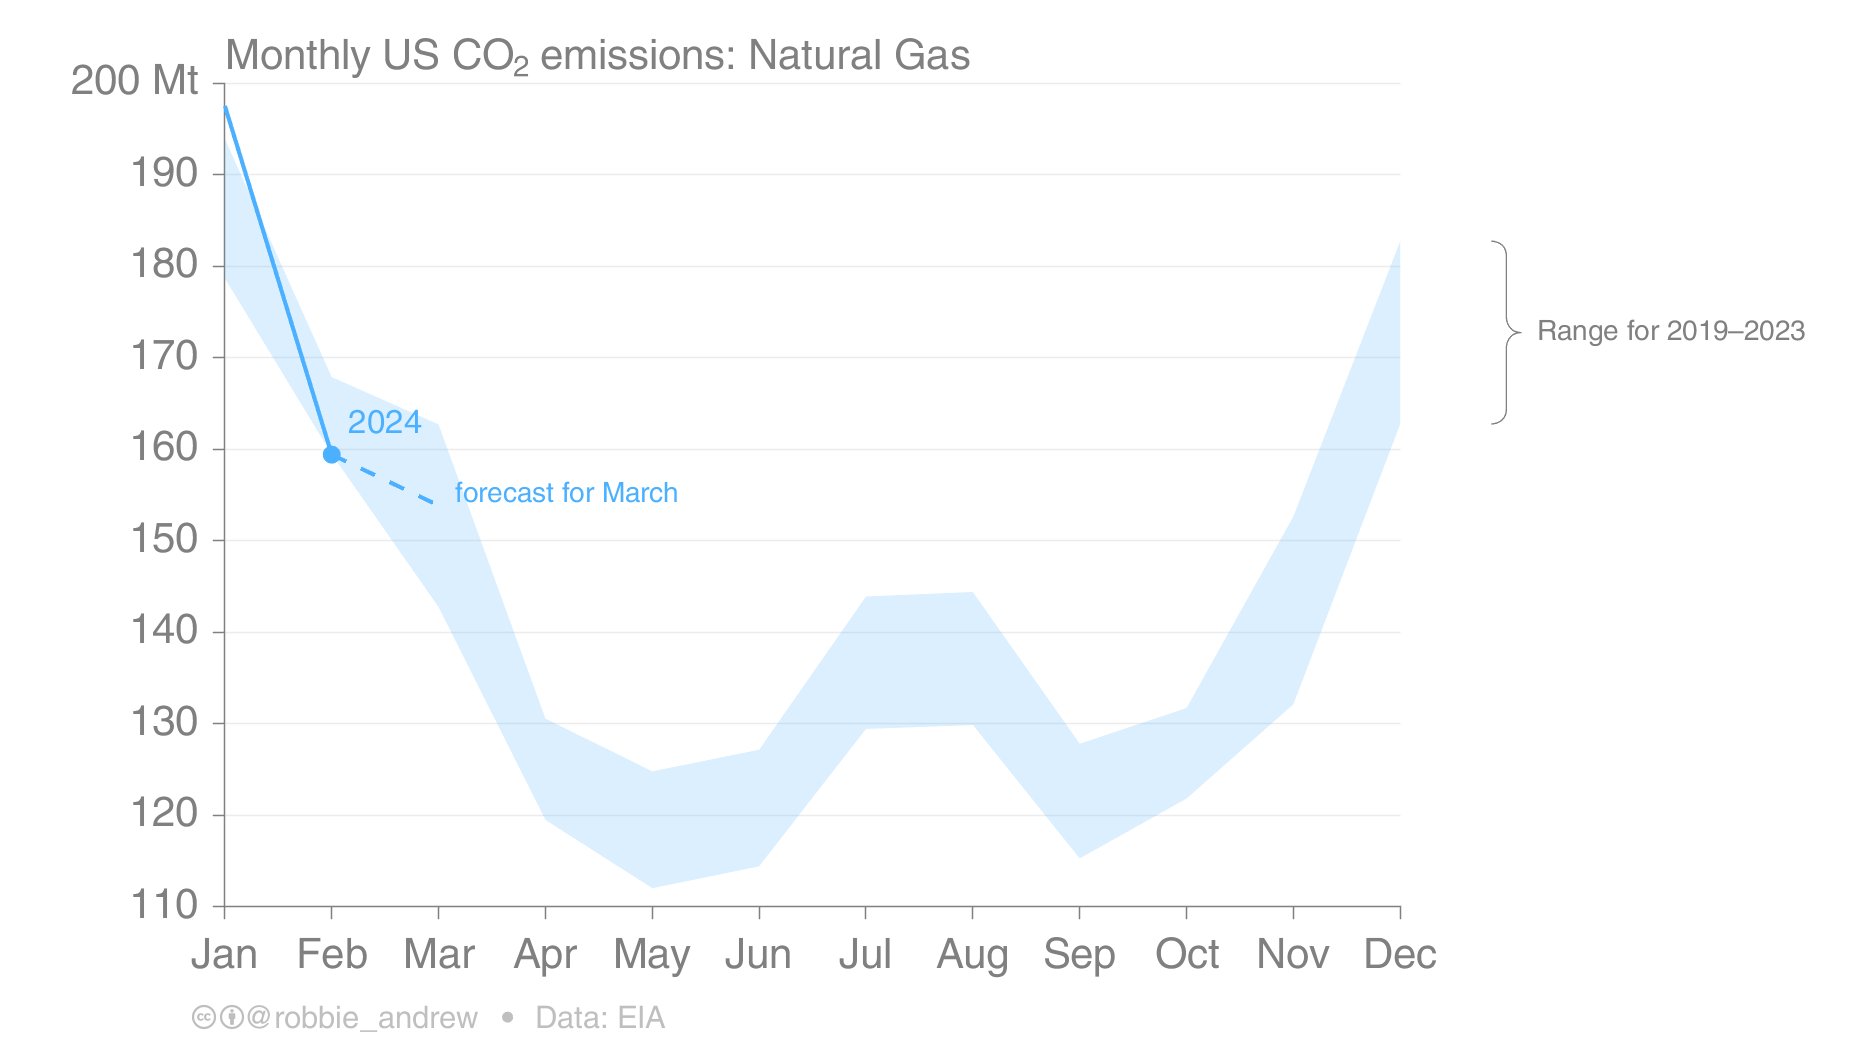 Monthly US CO₂ emissions: Natural Gas
200 Mt
190
180
170
160
150
140
130
120
110
2024
forecast for March
Range for 2019–2023
Jan Feb Mar Apr May Jun Jul Aug Sep Oct Nov Dec
cc @robbie_andrew • Data: EIA